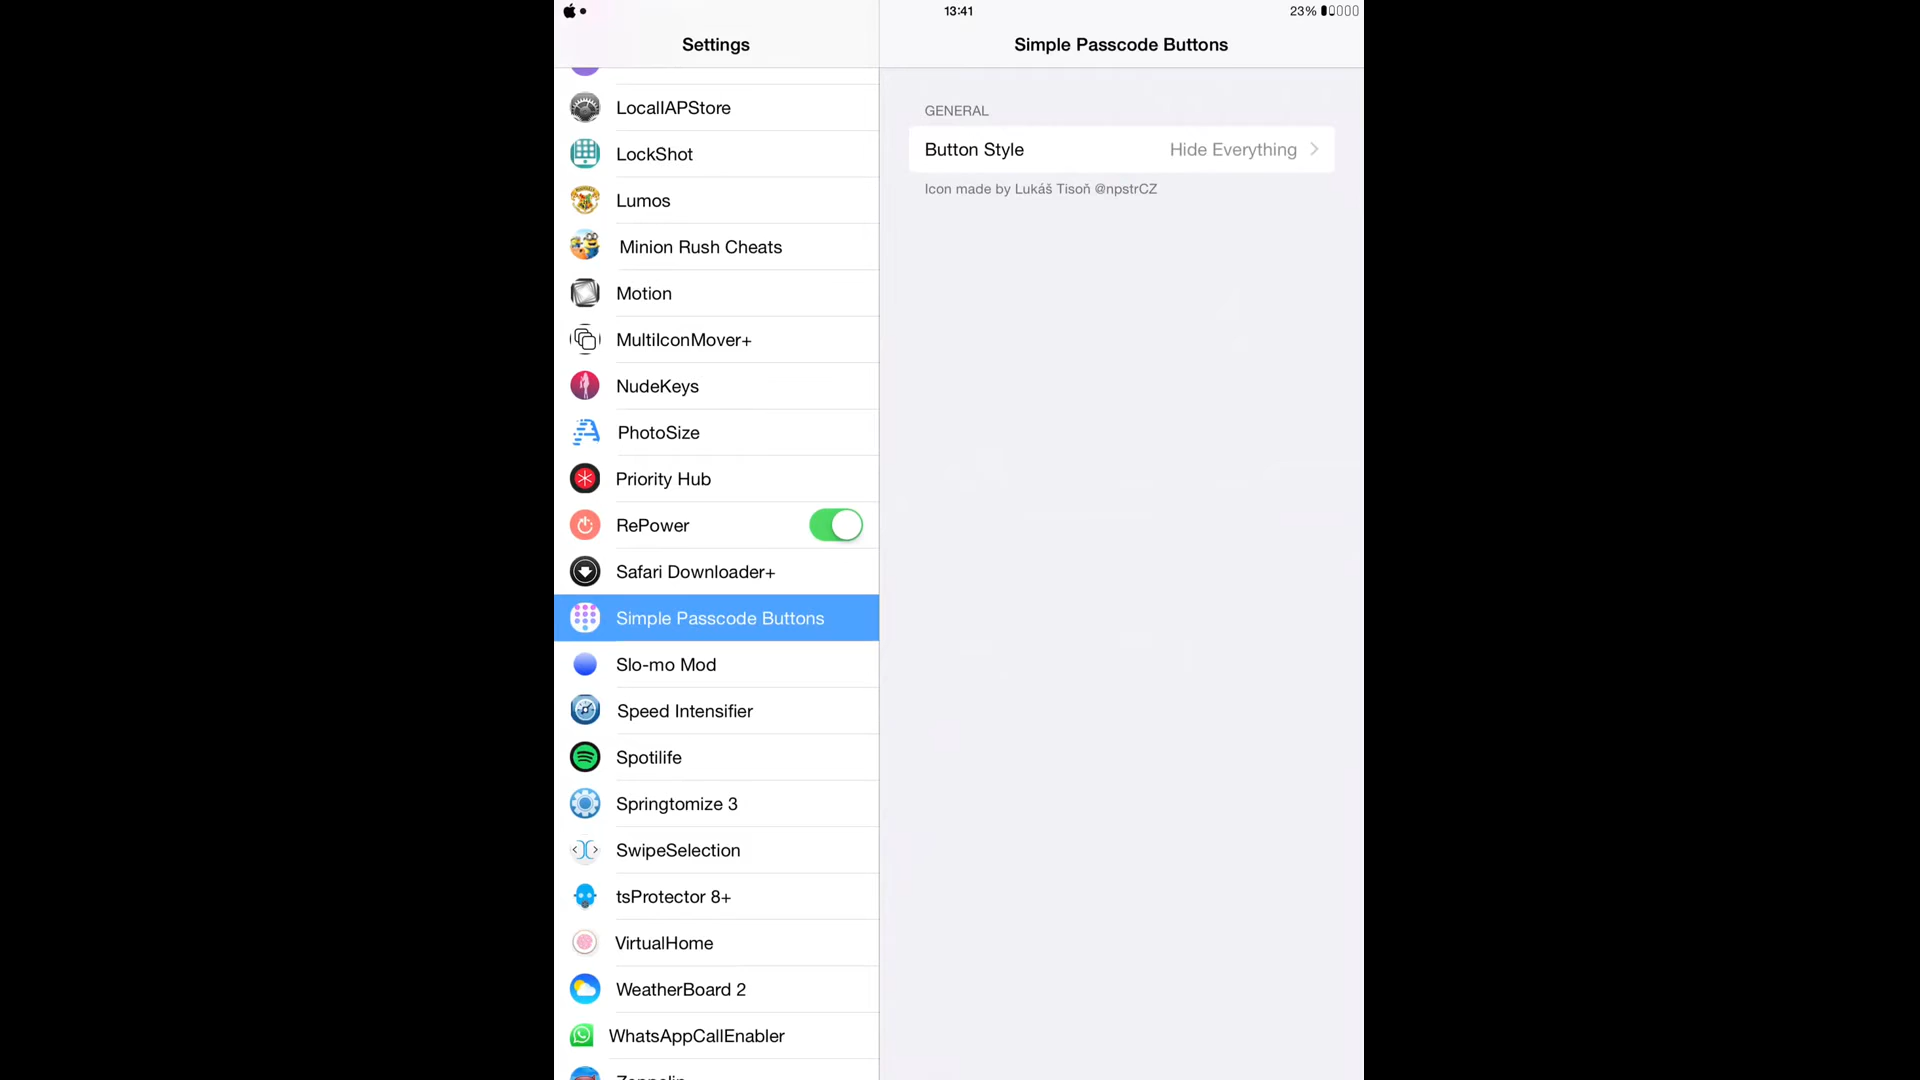 13:41
23%
Settings
Simple Passcode Buttons
LocalIAPStore
LockShot
Lumos
Minion Rush Cheats
Motion
MultiIconMover+
NudeKeys
PhotoSize
Priority Hub
RePower
Safari Downloader+
Simple Passcode Buttons
Slo-mo Mod
Speed Intensifier
Spotilife
Springtomize 3
SwipeSelection
tsProtector 8+
VirtualHome
WeatherBoard 2
WhatsAppCallEnabler
GENERAL
Button Style Hide Everything
Icon made by Lukáš Tisoň @npstrCZ